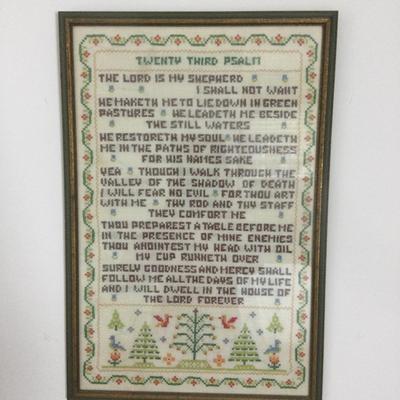 TWENTY THIRD PSALM
THE LORD IS MY SHEPHERD
I SHALL NOT WANT
HE MAKETH ME TO LIE DOWN IN GREEN
PASTURES HE LEADETH ME BESIDE
THE STILL WATERS
HE RESTORETH MY SOUL HE LEADETH
ME IN THE PATHS OF RIGHTEOUSNESS
FOR HIS NAMES SAKE
YEA THOUGH I WALK THROUGH THE
VALLEY OF THE SHADOW OF DEATH
I WILL FEAR NO EVIL FOR THOU ART
WITH ME THY ROD AND THY STAFF
THEY COMFORT ME
THOU PREPAREST A TABLE BEFORE ME
IN THE PRESENCE OF MINE ENEMIES
THOU ANOINTEST MY HEAD WITH OIL
MY CUP RUNNETH OVER
SURELY GOODNESS AND MERCY SHALL
FOLLOW ME ALL THE DAYS OF MY LIFE
AND I WILL DWELL IN THE HOUSE OF
THE LORD FOREVER